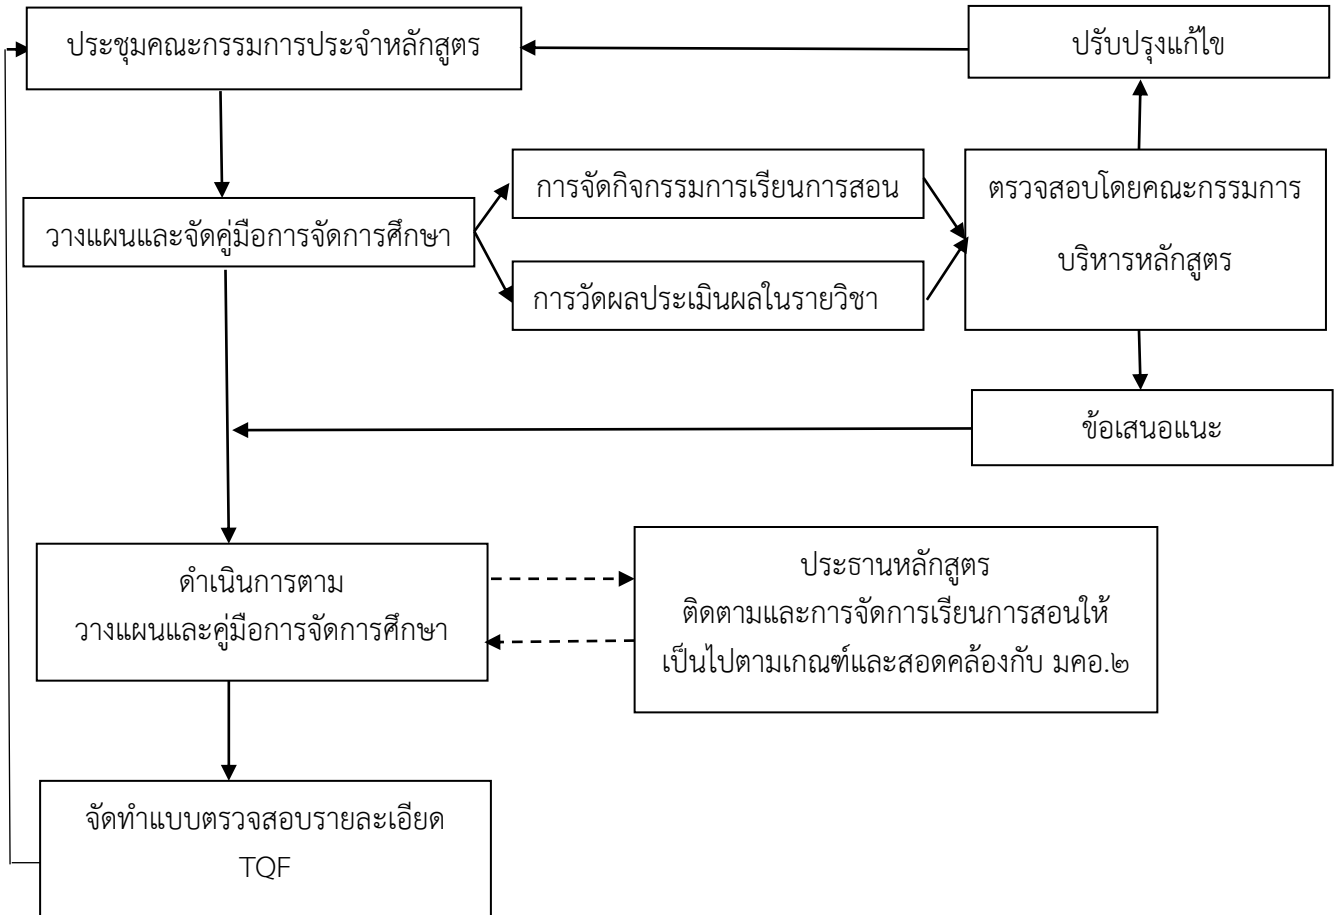 ประชุมคณะกรรมการประจำหลักสูตร
ปรับปรุงแก้ไข
การจัดกิจกรรมการเรียนการสอน
ตรวจสอบโดยคณะกรรมการ
บริหารหลักสูตร
วางแผนและจัดคู่มือการจัดการศึกษา
การวัดผลประเมินผลในรายวิชา
ข้อเสนอแนะ
ดำเนินการตาม
วางแผนและคู่มือการจัดการศึกษา
ประธานหลักสูตร
ติดตามและการจัดการเรียนการสอนให้
เป็นไปตามเกณฑ์และสอดคล้องกับ มคอ.๒
จัดทำแบบตรวจสอบรายละเอียด
TQF